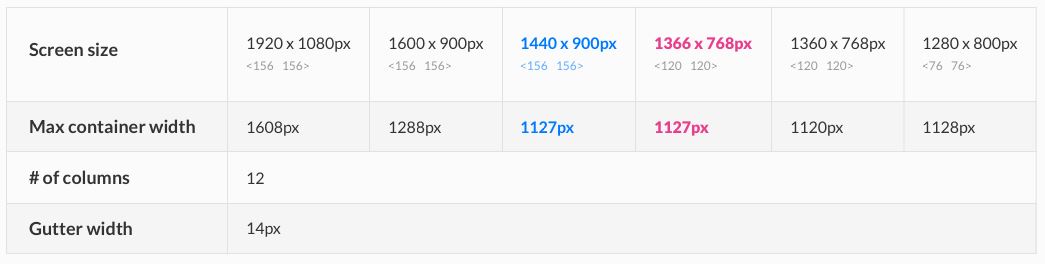 Screen size 1920 x 1080px 1600 x 900px 1440 x 900px 1366 x 768px 1360 x 768px 1280 x 800px
<156 156> <156 156> <156 156> <120 120> <120 120> <76 76>
Max container width 1608px 1288px 1127px 1127px 1120px 1128px
# of columns 12
Gutter width 14px